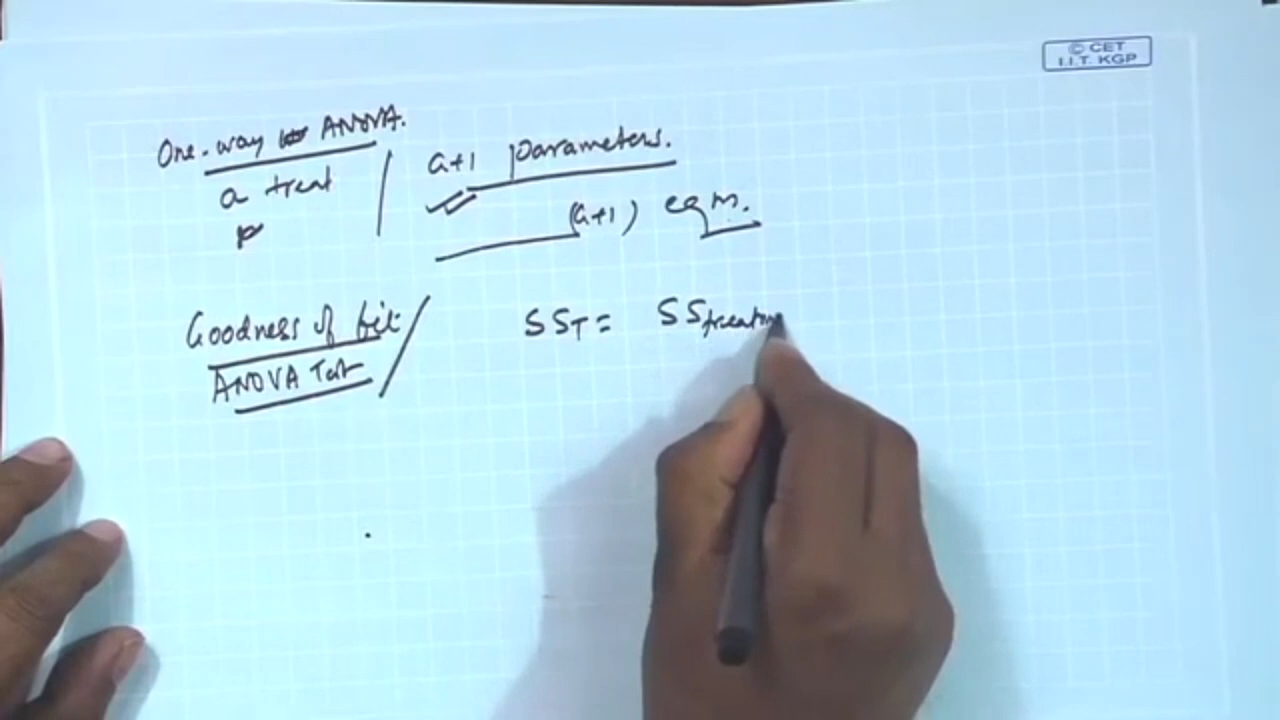 © CET
I.I.T. KGP
One-way ANOVA.
a treat
a+1 parameters.
(a+1) eqn.
Goodness of fit
ANOVA Test
SST = SStreatm